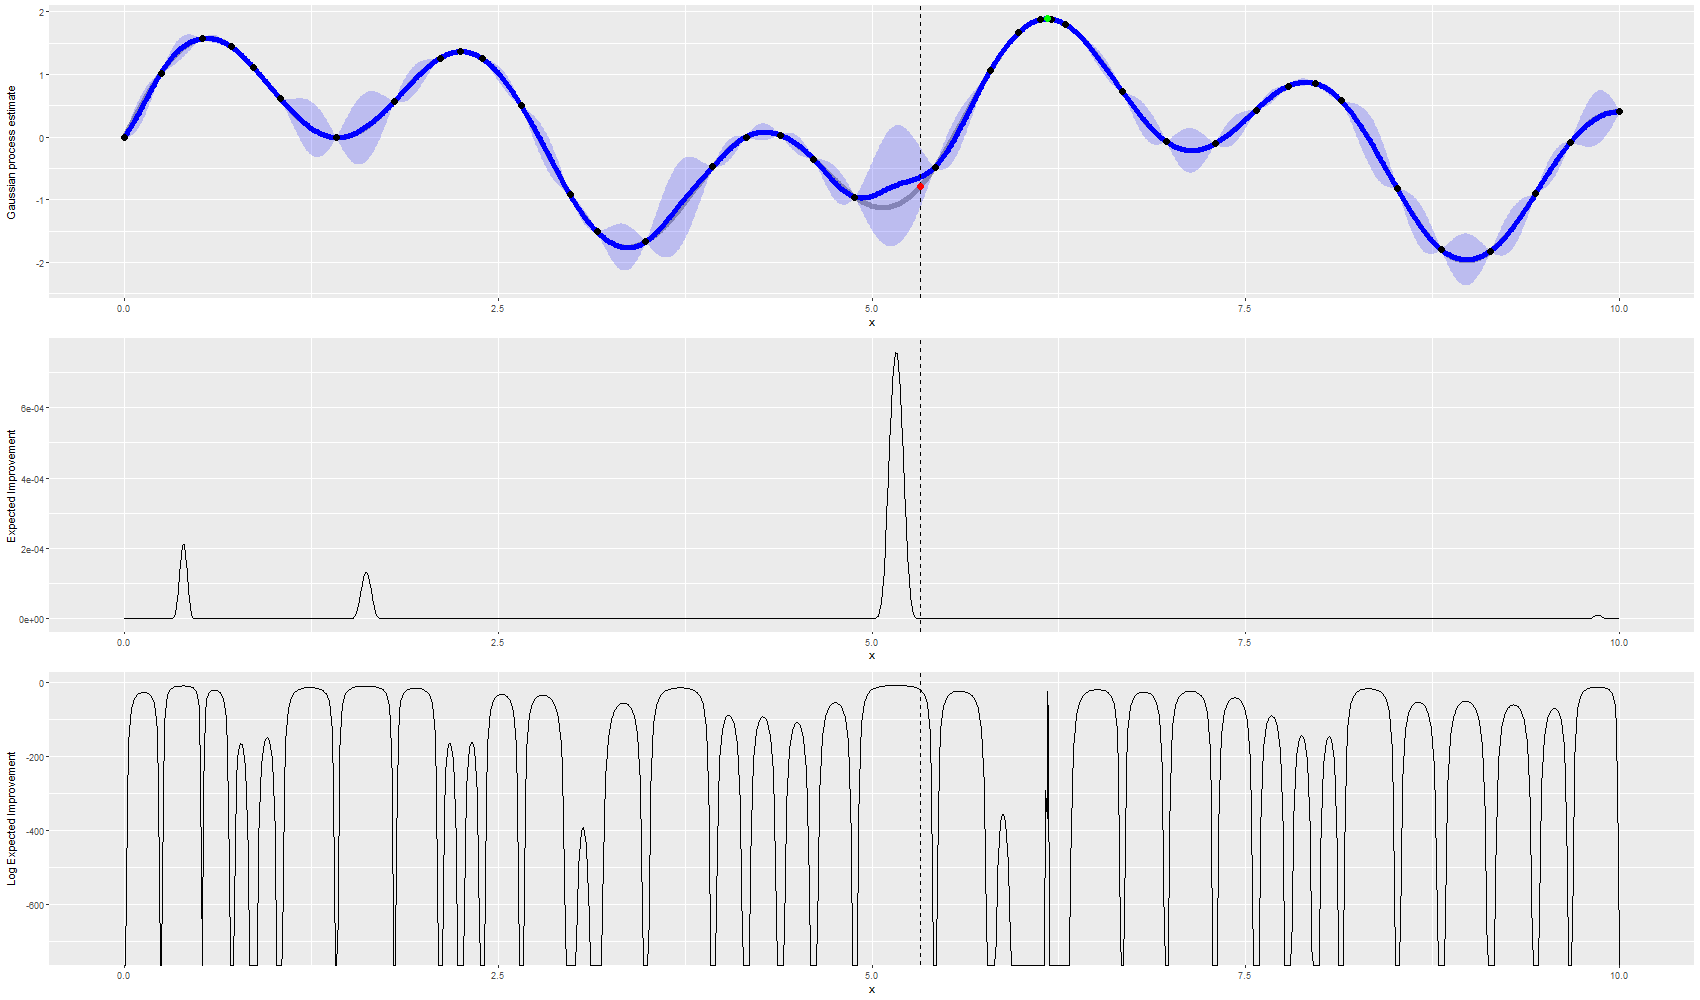 Gaussian process estimate
2
1
0
-1
-2
0.0 2.5 5.0 7.5 10.0
x
Expected Improvement
6e-04
4e-04
2e-04
0e+00
0.0 2.5 5.0 7.5 10.0
x
Log Expected Improvement
0
-200
-400
-600
0.0 2.5 5.0 7.5 10.0
x